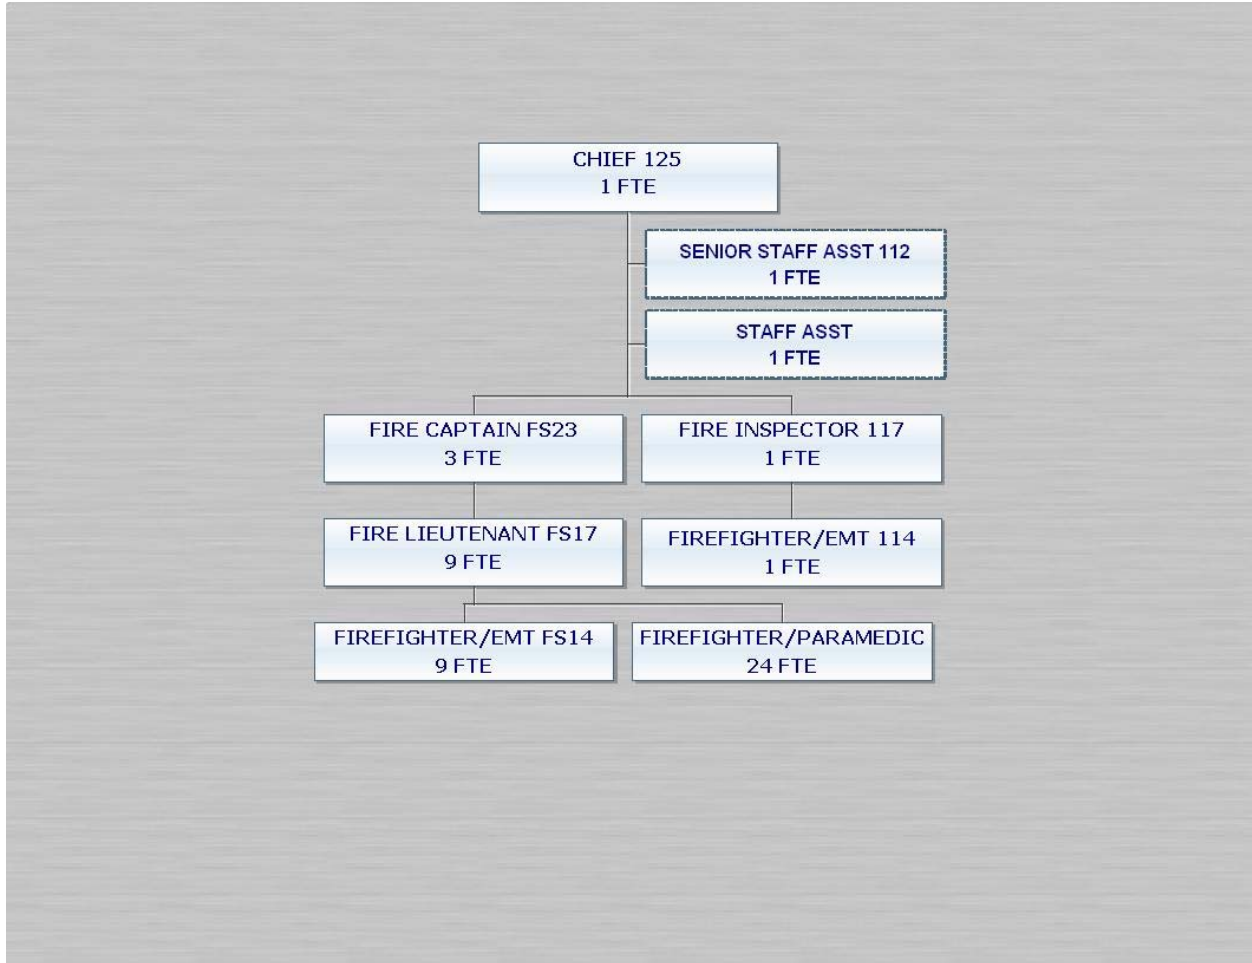 CHIEF 125
1 FTE
SENIOR STAFF ASST 112
1 FTE
STAFF ASST
1 FTE
FIRE CAPTAIN FS23
3 FTE
FIRE INSPECTOR 117
1 FTE
FIRE LIEUTENANT FS17
9 FTE
FIREFIGHTER/EMT 114
1 FTE
FIREFIGHTER/EMT FS14
9 FTE
FIREFIGHTER/PARAMEDIC
24 FTE